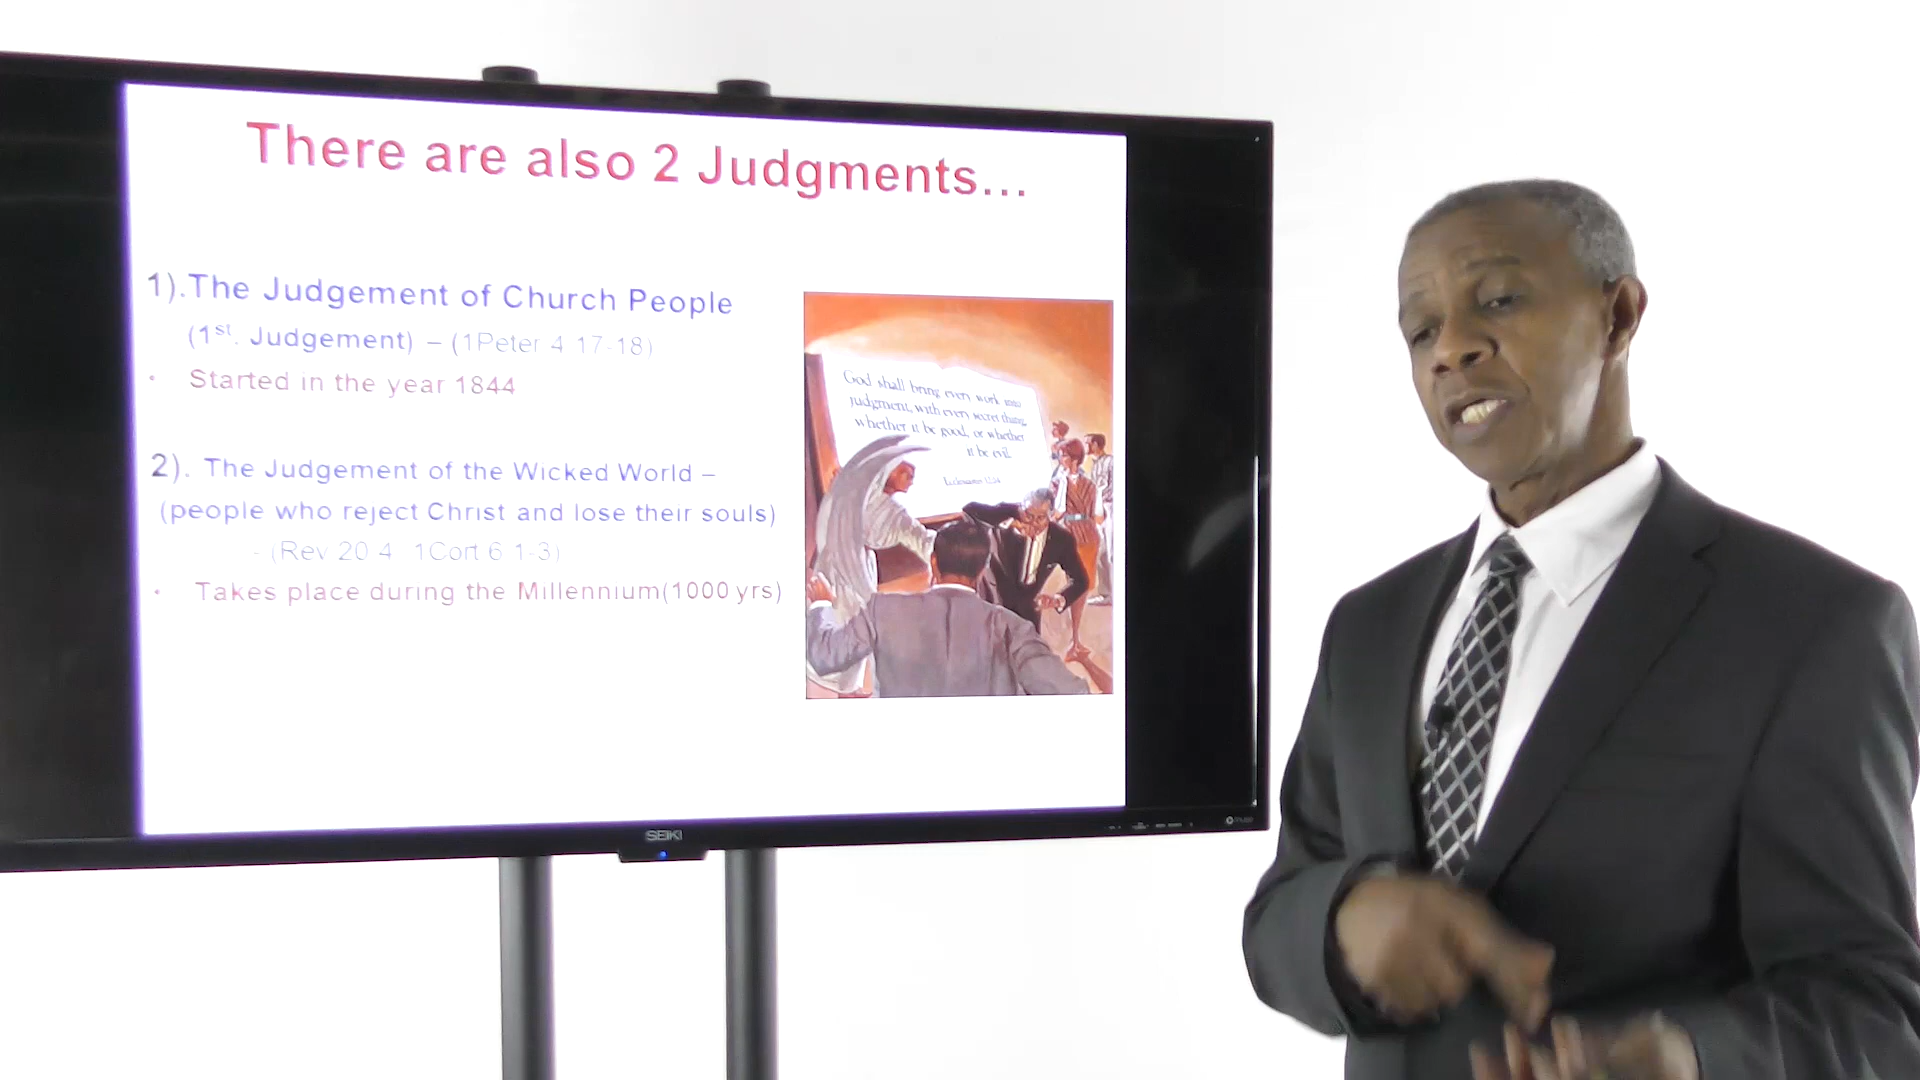 There are also 2 Judgments...
1).The Judgement of Church People
(1st. Judgement) – (1Peter 4 17-18)
• Started in the year 1844
2). The Judgement of the Wicked World –
(people who reject Christ and lose their souls)
- (Rev 20 4 1Cort 6 1-3)
• Takes place during the Millennium(1000 yrs)
God shall bring every work into
judgment, with every secret thing,
whether it be good, or whether
it be evil.
Ecclesiastes 12:14
SEIKI